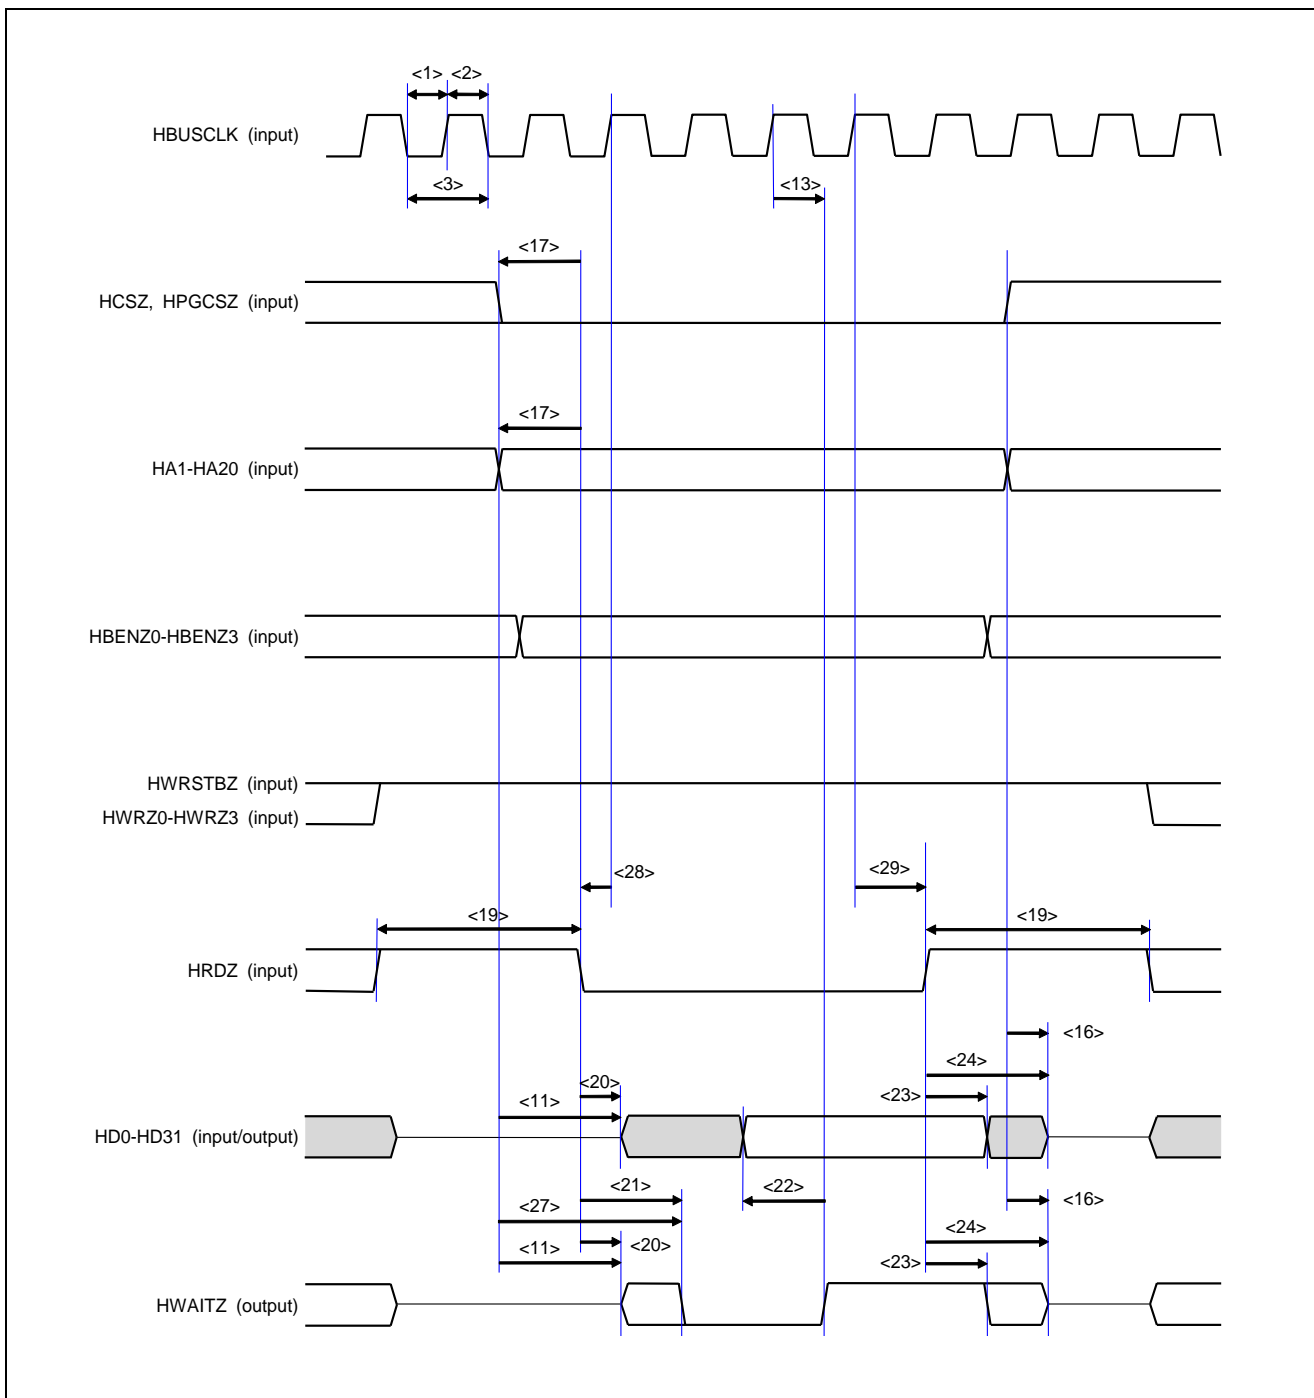 <1> <2>
HBUSCLK (input)
<3> <13>
<17>
HCSZ, HPGCSZ (input)
<17>
HA1-HA20 (input)
HBENZ0-HBENZ3 (input)
HWRSTBZ (input)
HWRZ0-HWRZ3 (input)
<28> <29>
<19> <19>
HRDZ (input)
<16>
<24>
<20> <23>
<11>
HD0-HD31 (input/output)
<21> <22> <16>
<27>
<24>
<11> <20> <23>
HWAITZ (output)